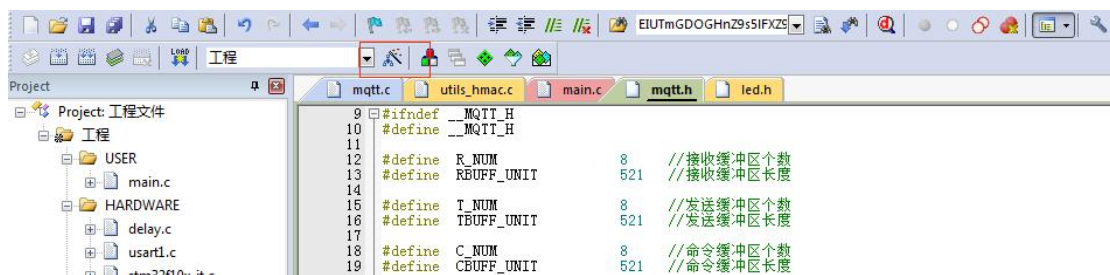 EIUTmGDOGHnZ9s5IFXZS
LOAD
工程
Project
mqtt.c
utils_hmac.c
main.c
mqtt.h
led.h
Project: 工程文件
工程
USER
main.c
HARDWARE
delay.c
usart1.c
stm32f10x_it.c
9 #ifndef __MQTT_H
10 #define __MQTT_H
11
12 #define R_NUM 8 //接收缓冲区个数
13 #define RBUFF_UNIT 521 //接收缓冲区长度
14
15 #define T_NUM 8 //发送缓冲区个数
16 #define TBUFF_UNIT 521 //发送缓冲区长度
17
18 #define C_NUM 8 //命令缓冲区个数
19 #define CBUFF_UNIT 521 //命令缓冲区长度